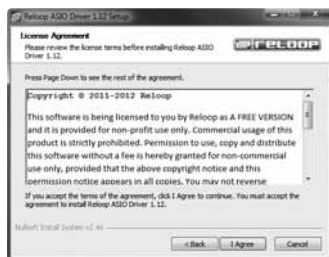 Reloop ASIO Driver 1.12 Setup
License Agreement
Please review the license terms before installing Reloop ASIO
Driver 1.12.
reloop
Press Page Down to see the rest of the agreement.
Copyright © 2011-2012 Reloop
This software is being licensed to you by Reloop as A FREE VERSION
and it is provided for non-profit use only. Commercial usage of this
product is strictly prohibited. Permission to use, copy and distribute
this software without a fee is hereby granted for non-commercial
use only, provided that the above copyright notice and this
permission notice appears in all copies. You may not reverse
If you accept the terms of the agreement, click I Agree to continue. You must accept the
agreement to install Reloop ASIO Driver 1.12.
Nullsoft Install System v2.46
< Back
I Agree
Cancel